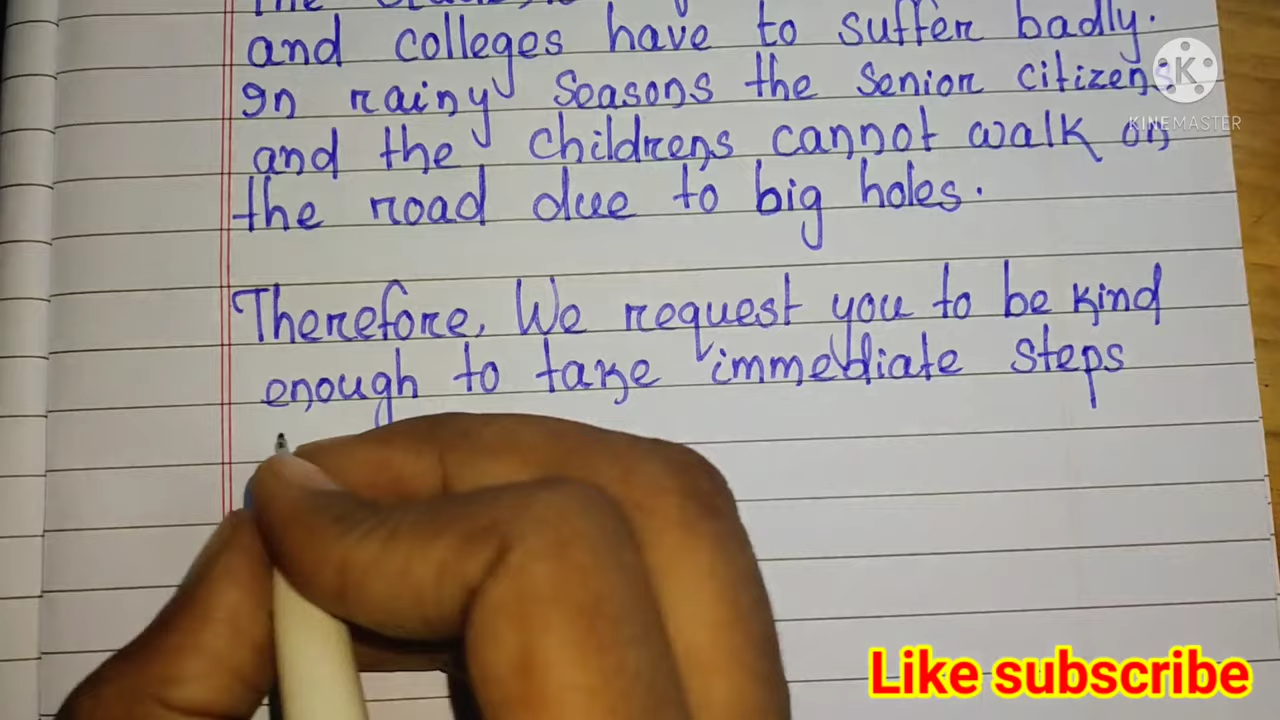 The
and colleges have to suffer badly.
In rainy seasons the senior citizens
K
KINEMASTER
and the childrens cannot walk on
the road due to big holes.
Therefore, We request you to be kind
enough to take immediate steps
Like subscribe